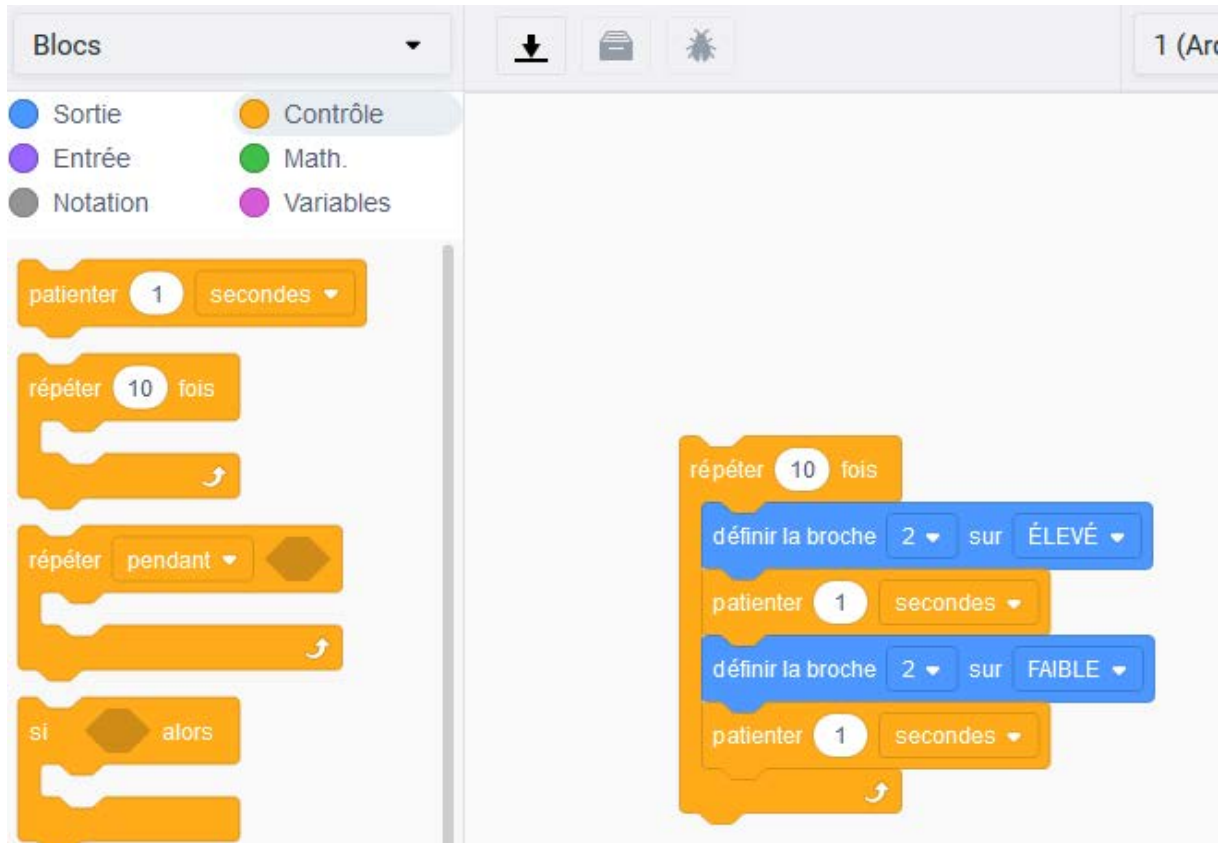 Blocs
1 (Arc
Sortie
Contrôle
Entrée
Math.
Notation
Variables
patienter 1 secondes
répéter 10 fois
répéter pendant
si alors
répéter 10 fois
définir la broche 2 sur ÉLEVÉ
patienter 1 secondes
définir la broche 2 sur FAIBLE
patienter 1 secondes